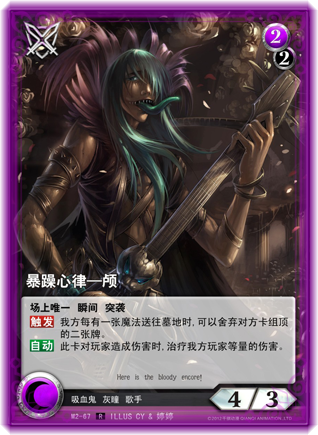 2
2
暴躁心律—颅
场上唯一 瞬间 突袭
触发 我方每有一张魔法送往墓地时,可以舍弃对方卡组顶
的二张牌。
自动 此卡对玩家造成伤害时,治疗我方玩家等量的伤害。
Here is the bloody encore!
4 / 3
吸血鬼 灰瞳 歌手
M2-67 R ILLUS CY & 婷婷